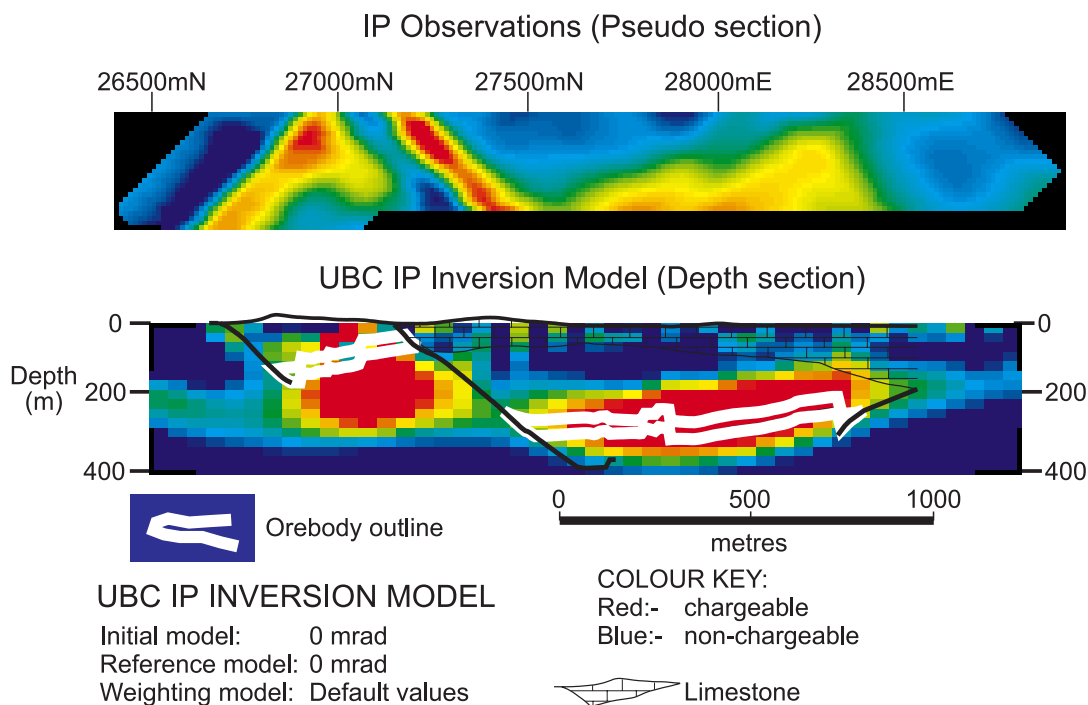 IP Observations (Pseudo section)
26500mN 27000mN 27500mN 28000mE 28500mE
UBC IP Inversion Model (Depth section)
0 0
Depth
(m)
200 200
400 400
0 500 1000
metres
Orebody outline
UBC IP INVERSION MODEL
Initial model: 0 mrad
Reference model: 0 mrad
Weighting model: Default values
COLOUR KEY:
Red:- chargeable
Blue:- non-chargeable
Limestone